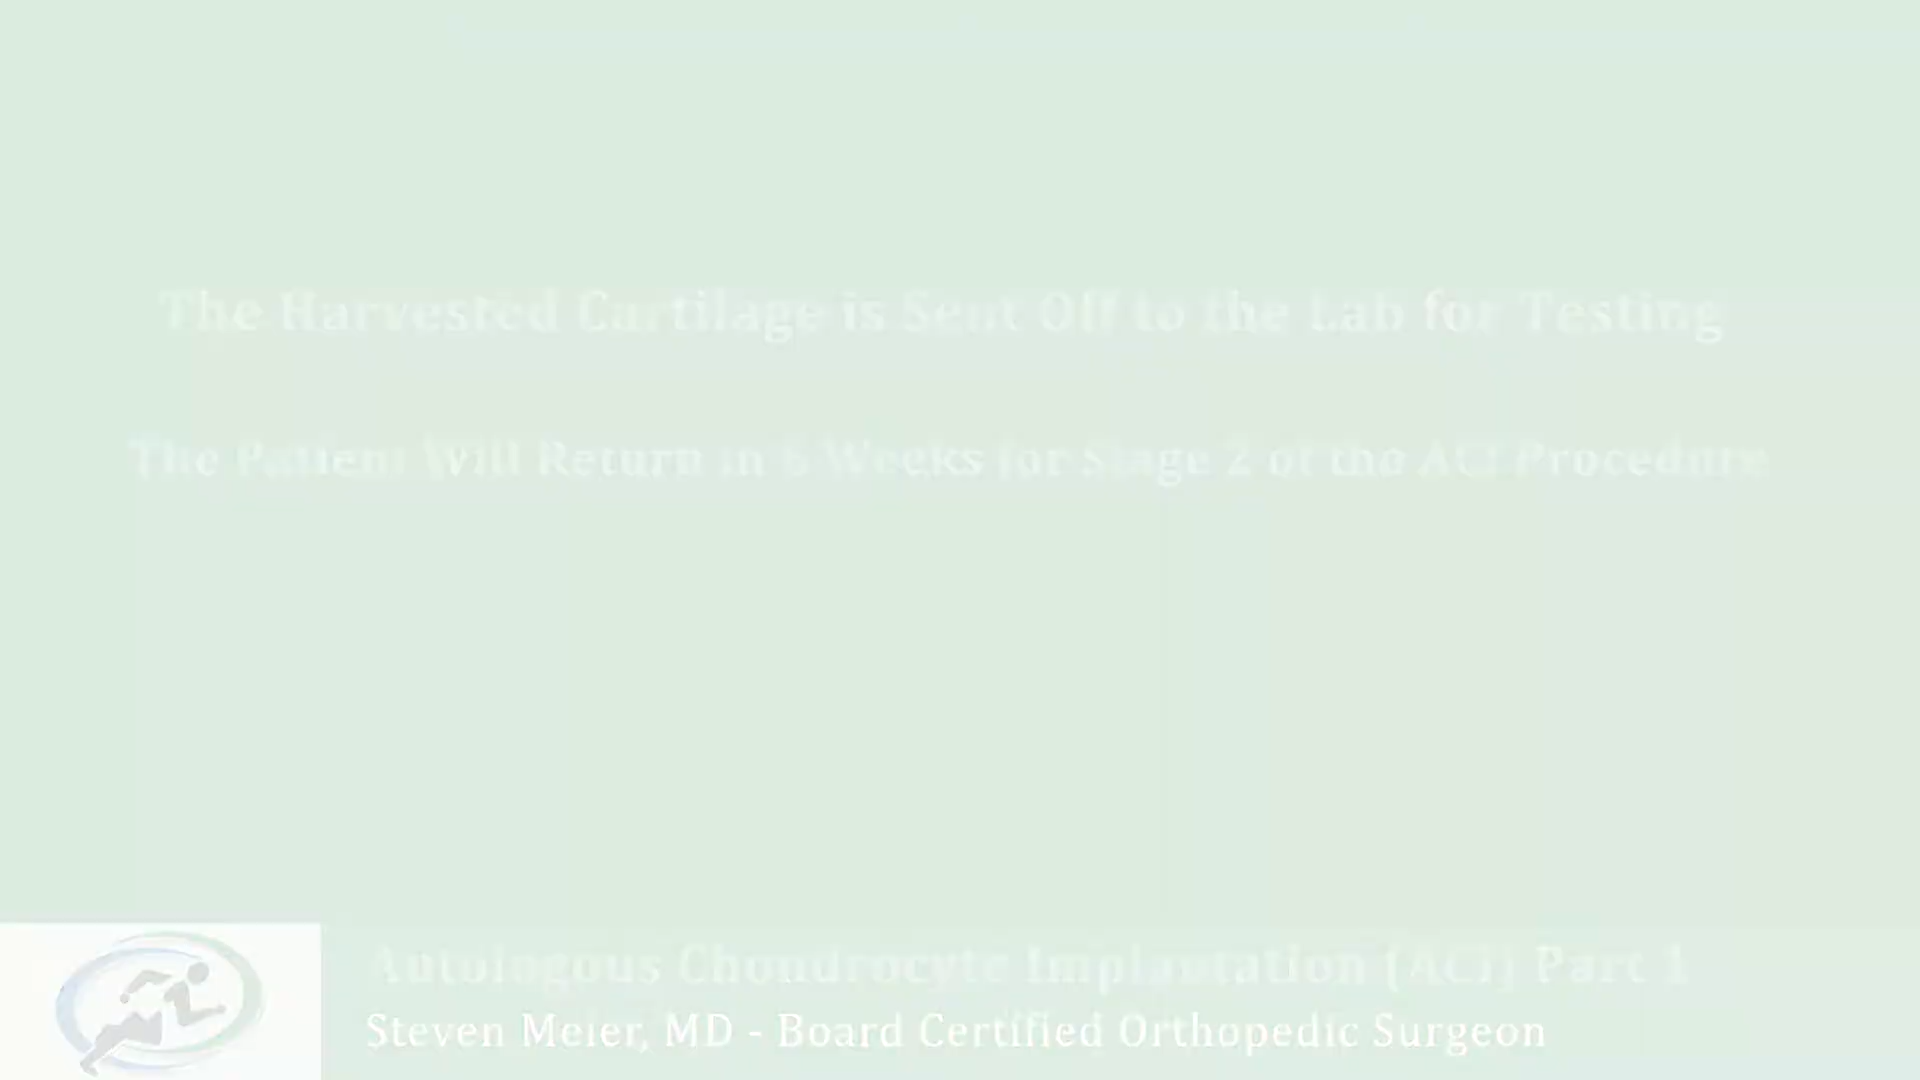 The Harvested Cartilage is Sent Off to the Lab for Testing
The Patient Will Return in 6 Weeks for Stage 2 of the ACI Procedure
Autologous Chondrocyte Implantation (ACI) Part 1
Steven Meier, MD - Board Certified Orthopedic Surgeon